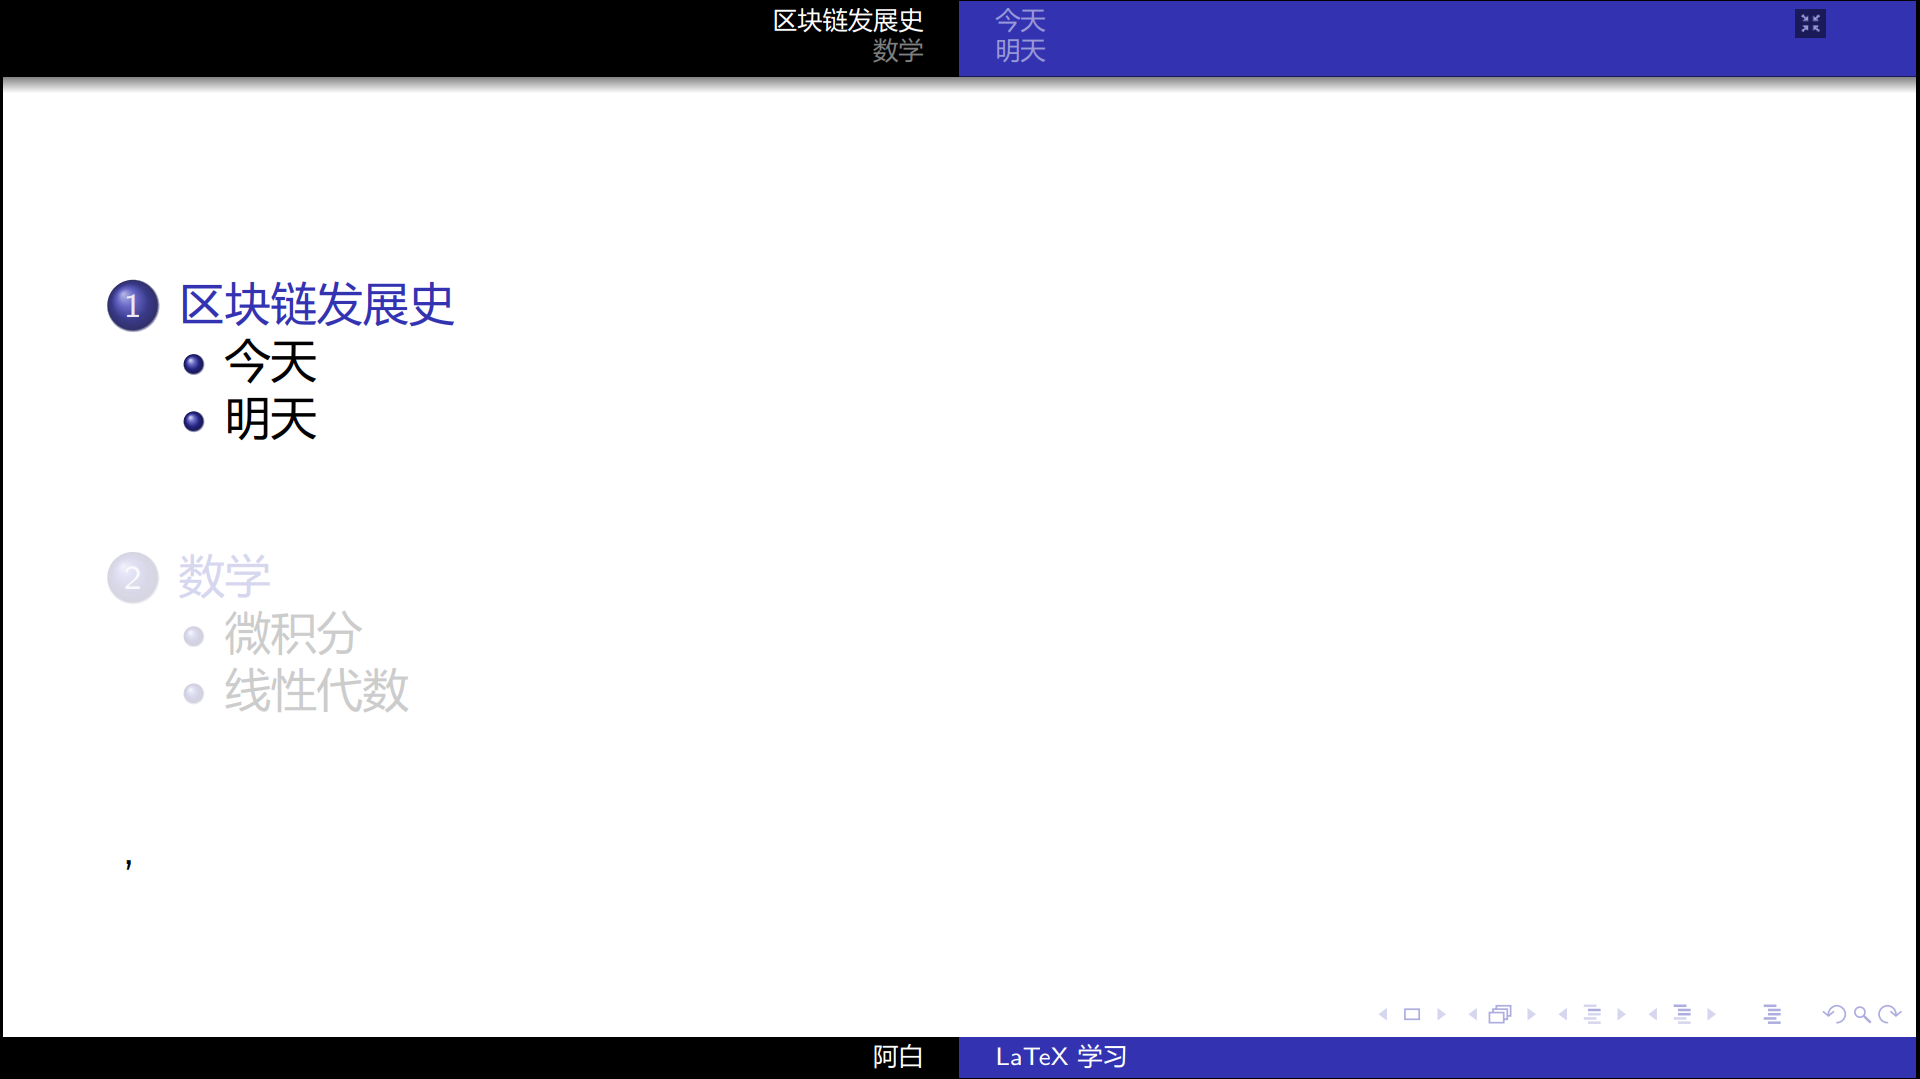 区块链发展史
数学
今天
明天
1 区块链发展史
今天
明天
2 数学
微积分
线性代数
，
阿白
LaTeX 学习